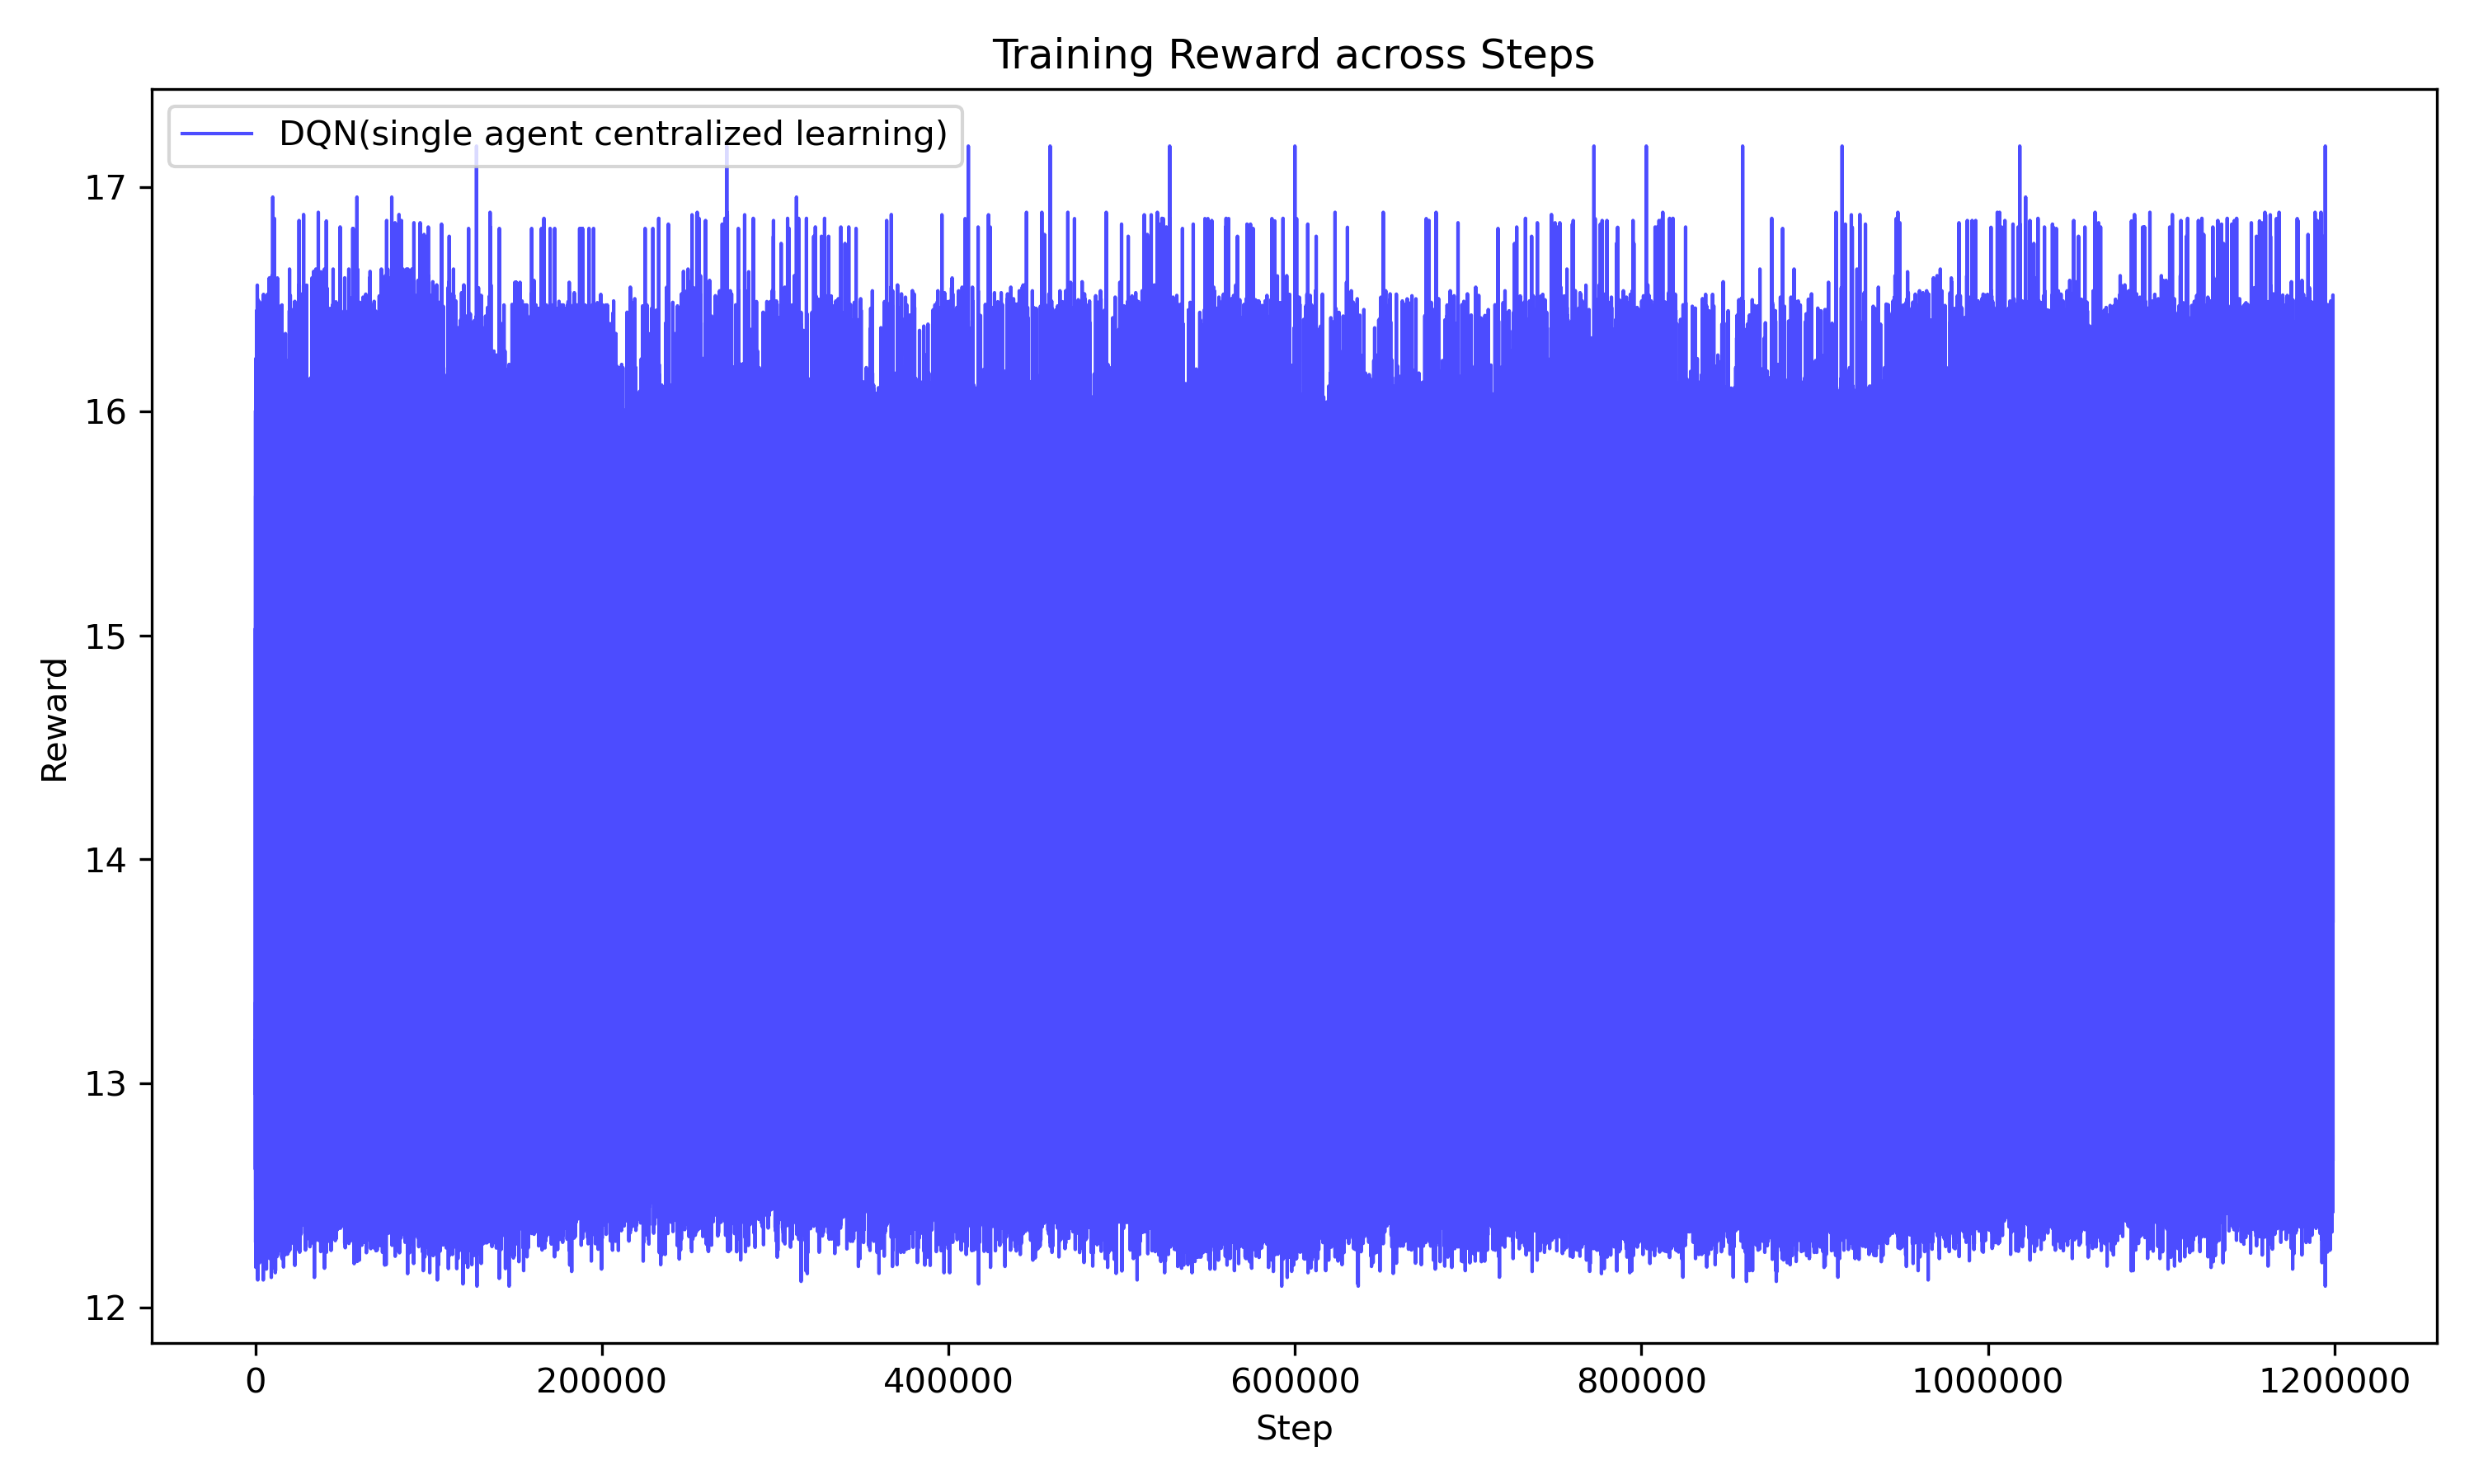 Training Reward across Steps
DQN(single agent centralized learning)
17
16
15
14
13
12
Reward
0 200000 400000 600000 800000 1000000 1200000
Step